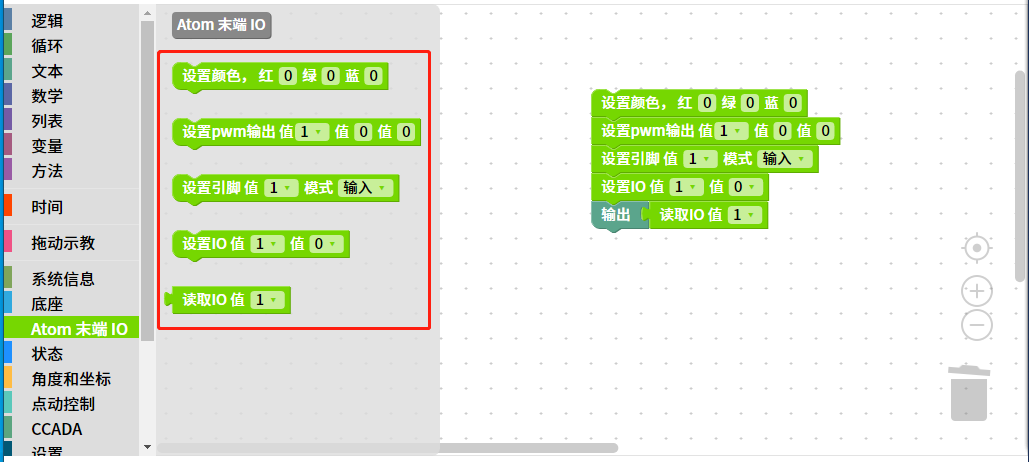 逻辑
循环
文本
数学
列表
变量
方法
时间
拖动示教
系统信息
底座
Atom 末端 IO
状态
角度和坐标
点动控制
CCADA
设置
Atom 末端 IO
设置颜色， 红 0 绿 0 蓝 0
设置pwm输出 值 1 值 0 值 0
设置引脚 值 1 模式 输入
设置IO 值 1 值 0
读取IO 值 1
设置颜色， 红 0 绿 0 蓝 0
设置pwm输出 值 1 值 0 值 0
设置引脚 值 1 模式 输入
设置IO 值 1 值 0
输出 读取IO 值 1